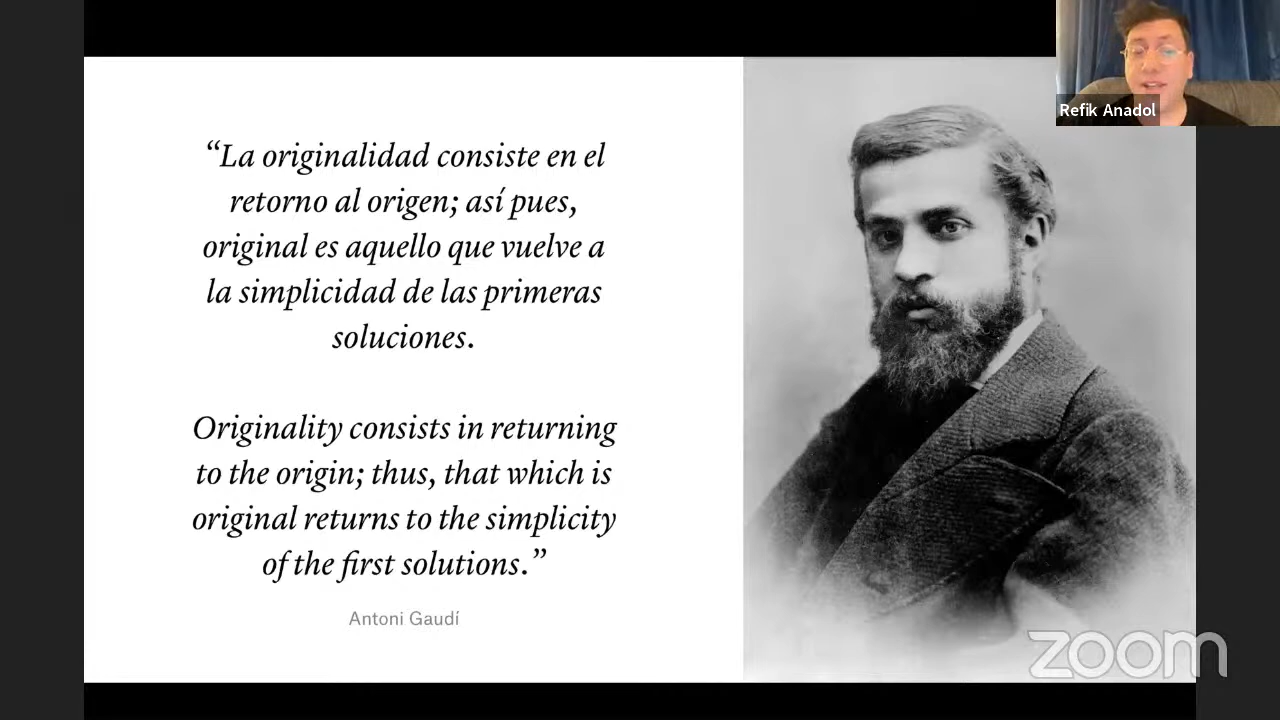 “La originalidad consiste en el
retorno al origen; así pues,
original es aquello que vuelve a
la simplicidad de las primeras
soluciones.
Originality consists in returning
to the origin; thus, that which is
original returns to the simplicity
of the first solutions.”
Antoni Gaudí
Refik Anadol
zoom